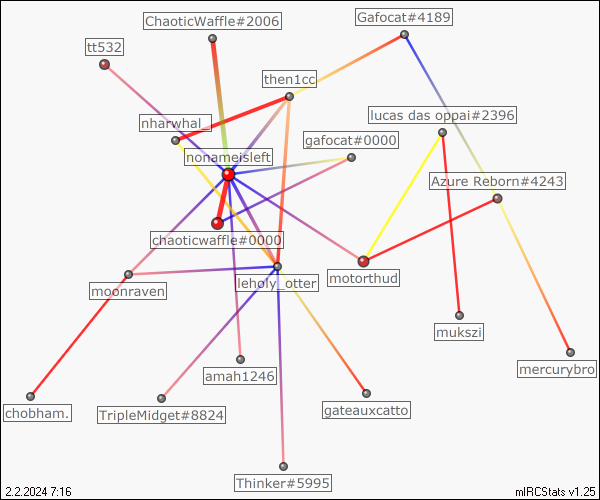 Gafocat#4189
ChaoticWaffle#2006
tt532
then1cc
lucas das oppai#2396
nharwhal_
gafocat#0000
nonameisleft
Azure Reborn#4243
chaoticwaffle#0000
motorthud
leholy_otter
moonraven
mukszi
mercurybro
amah1246
gateauxcatto
chobham.
TripleMidget#8824
Thinker#5995
2.2.2024 7:16
mIRCStats v1.25